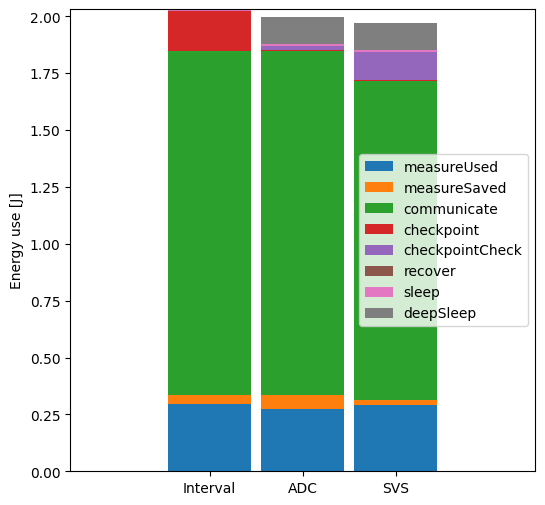 2.00
1.75
1.50
1.25
1.00
0.75
0.50
0.25
0.00
Energy use [J]
measureUsed
measureSaved
communicate
checkpoint
checkpointCheck
recover
sleep
deepSleep
Interval
ADC
SVS